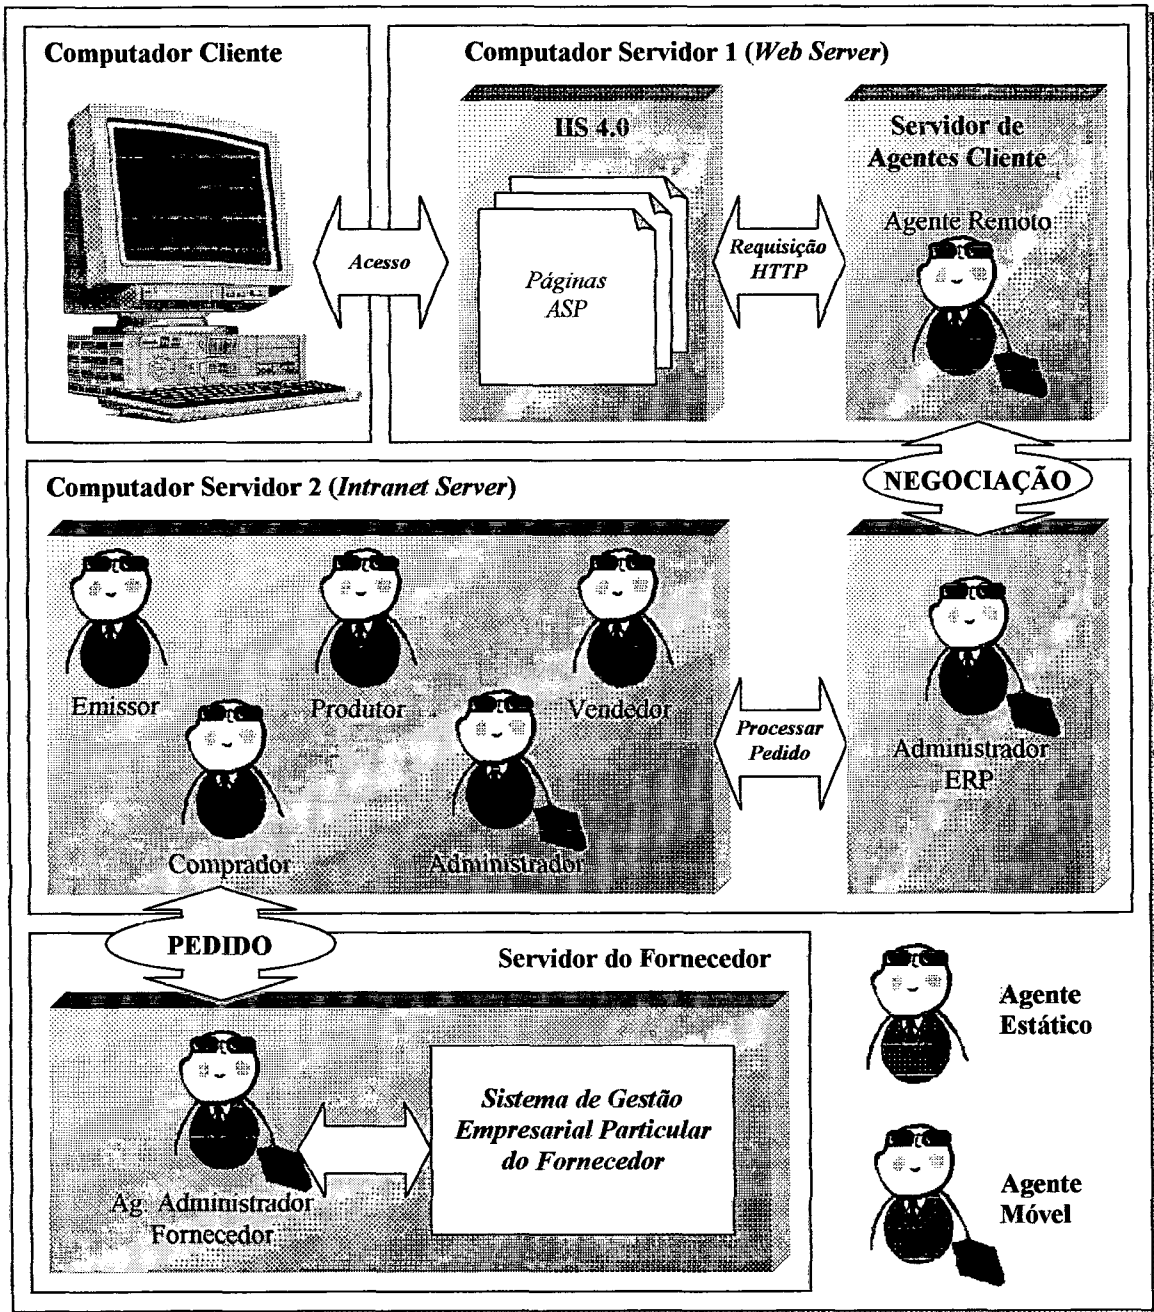 Computador Cliente
Computador Servidor 1 (Web Server)
IIS 4.0
Servidor de
Agentes Cliente
Agente Remoto
Acesso
Páginas
ASP
Requisição
HTTP
NEGOCIAÇÃO
Computador Servidor 2 (Intranet Server)
Emissor
Produtor
Vendedor
Comprador
Administrador
Processar
Pedido
Administrador
ERP
PEDIDO
Servidor do Fornecedor
Ag. Administrador
Fornecedor
Sistema de Gestão
Empresarial Particular
do Fornecedor
Agente
Estático
Agente
Móvel